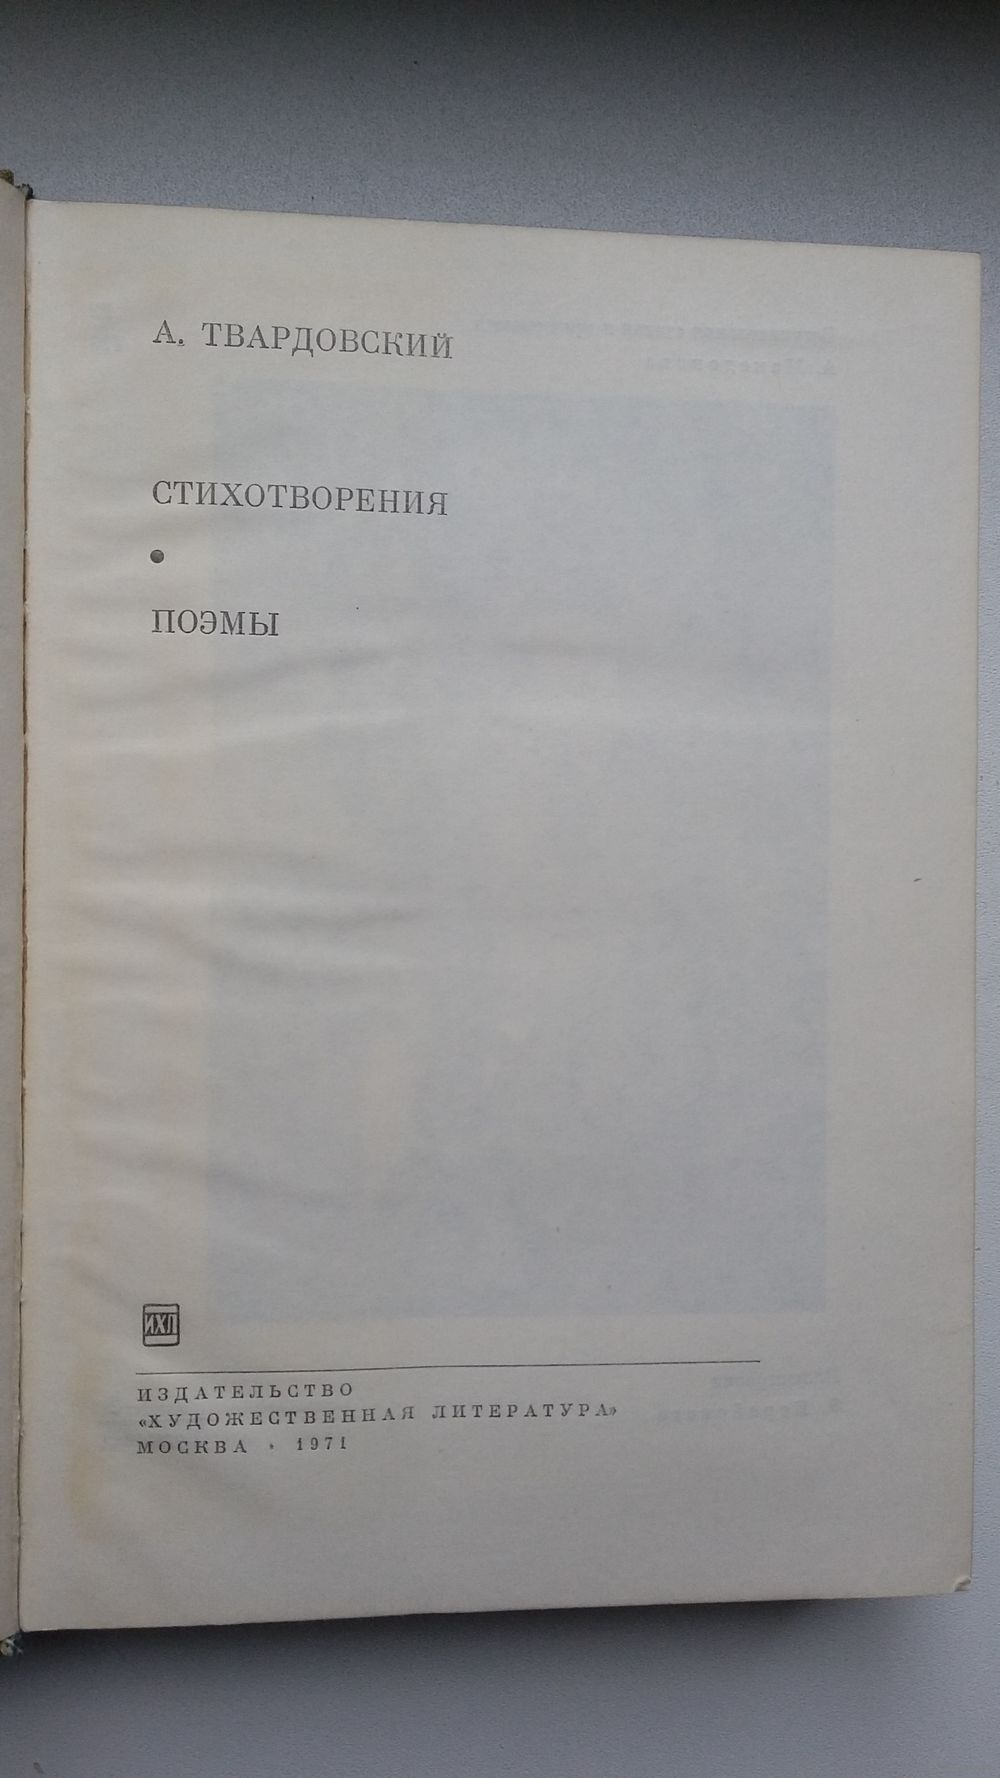 А. ТВАРДОВСКИЙ
СТИХОТВОРЕНИЯ
•
ПОЭМЫ
ИХЛ
ИЗДАТЕЛЬСТВО
«ХУДОЖЕСТВЕННАЯ ЛИТЕРАТУРА»
МОСКВА • 1971